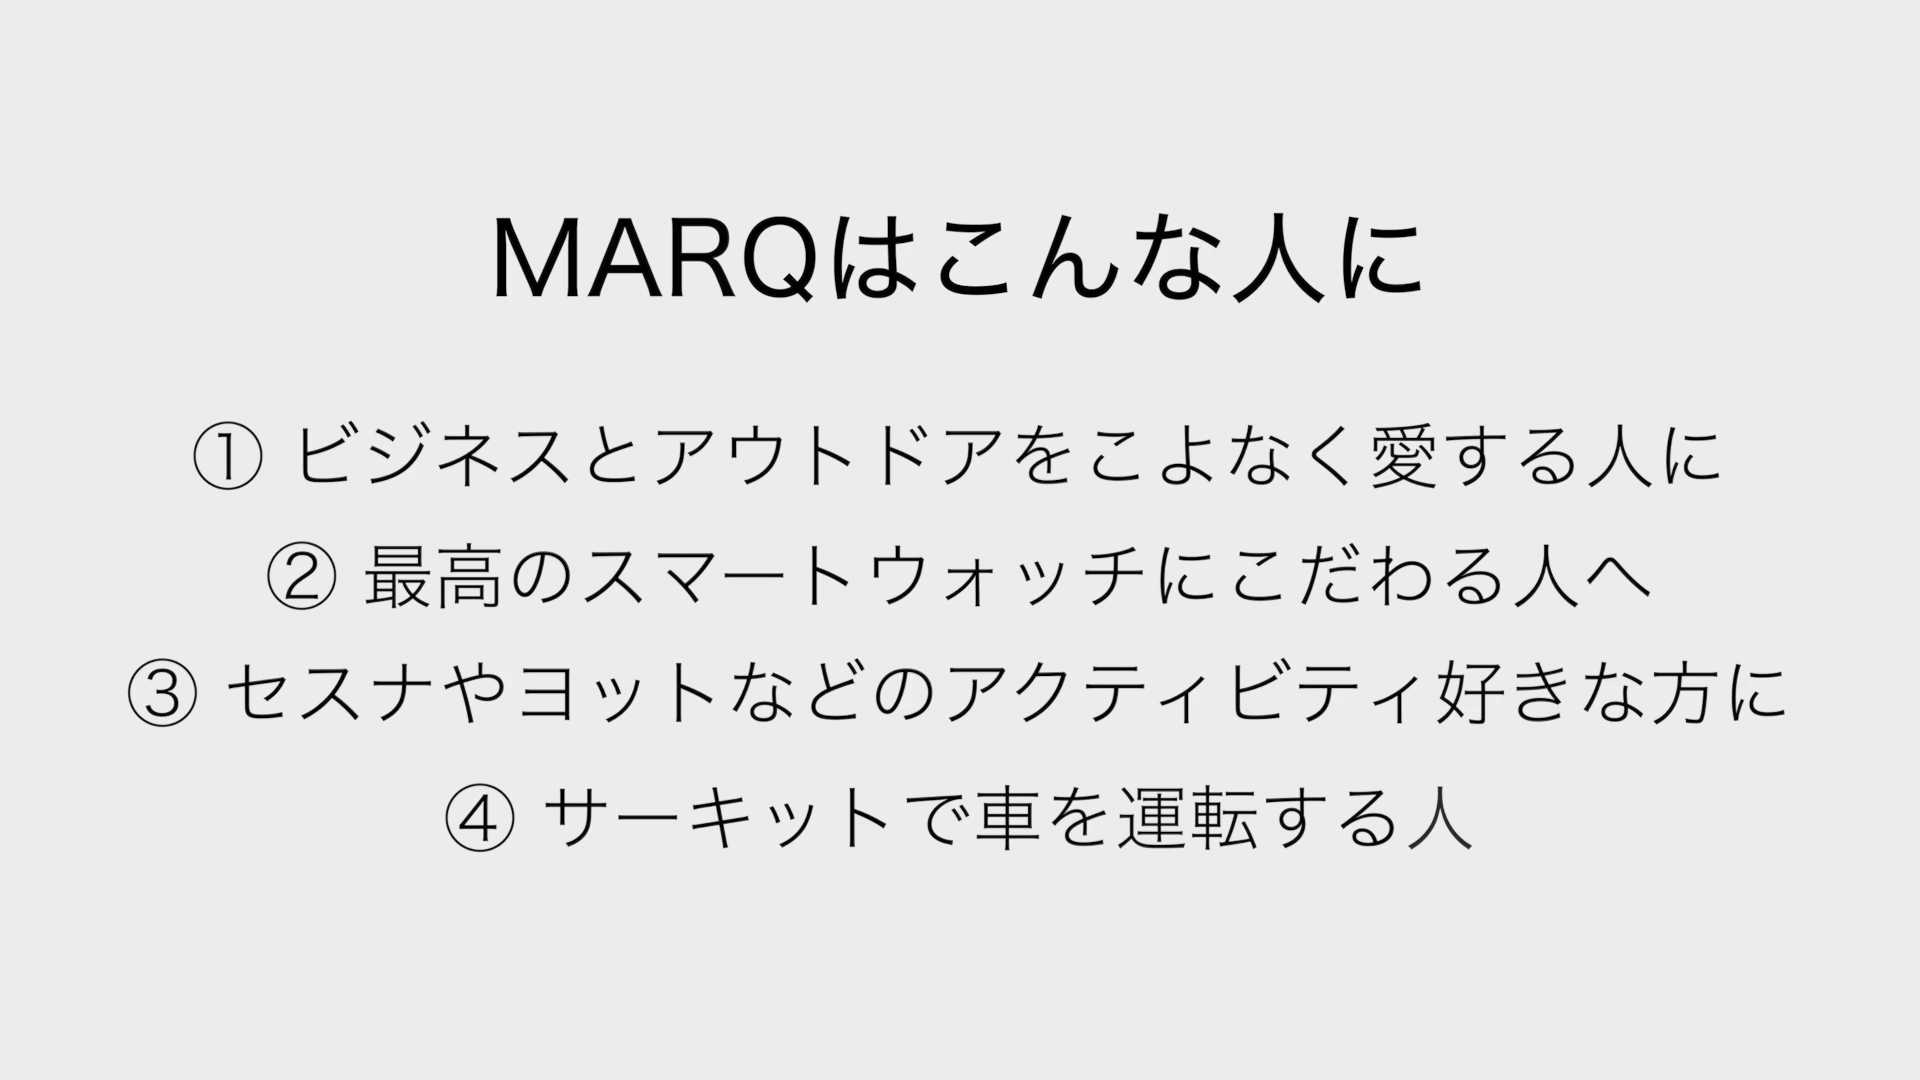 MARQはこんな人に
① ビジネスとアウトドアをこよなく愛する人に
② 最高のスマートウォッチにこだわる人へ
③ セスナやヨットなどのアクティビティ好きな方に
④ サーキットで車を運転する人